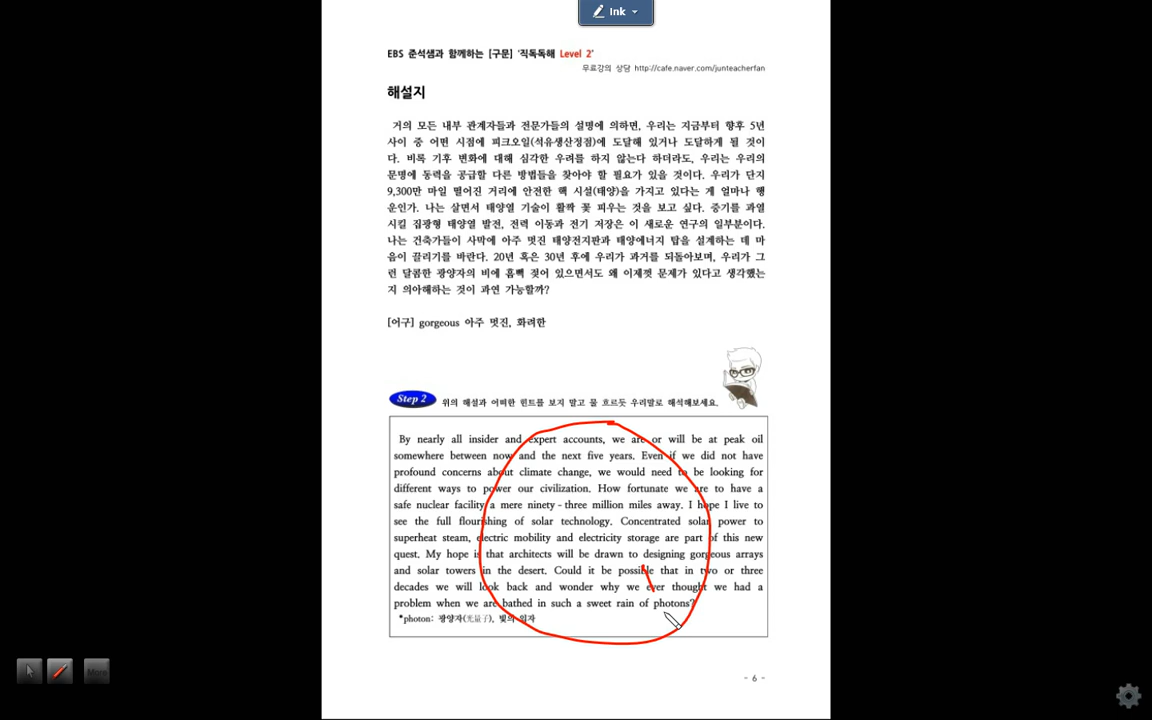 Ink
EBS 준석샘과 함께하는 [구문] '직독독해 Level 2'
무료강의 상담 http://cafe.naver.com/junteacherfan
해설지
거의 모든 내부 관계자들과 전문가들의 설명에 의하면, 우리는 지금부터 향후 5년
사이 중 어떤 시점에 피크오일(석유생산정점)에 도달해 있거나 도달하게 될 것이
다. 비록 기후 변화에 대해 심각한 우려를 하지 않는다 하더라도, 우리는 우리의
문명에 동력을 공급할 다른 방법들을 찾아야 할 필요가 있을 것이다. 우리가 단지
9,300만 마일 떨어진 거리에 안전한 핵 시설(태양)을 가지고 있다는 게 얼마나 행
운인가. 나는 살면서 태양열 기술이 활짝 꽃 피우는 것을 보고 싶다. 증기를 과열
시킬 집광형 태양열 발전, 전력 이동과 전기 저장은 이 새로운 연구의 일부분이다.
나는 건축가들이 사막에 아주 멋진 태양전지판과 태양에너지 탑을 설계하는 데 마
음이 끌리기를 바란다. 20년 혹은 30년 후에 우리가 과거를 되돌아보며, 우리가 그
런 달콤한 광양자의 비에 흠뻑 젖어 있으면서도 왜 이제껏 문제가 있다고 생각했는
지 의아해하는 것이 과연 가능할까?
[어구] gorgeous 아주 멋진, 화려한
Step 2 위의 해설과 어떠한 힌트를 보지 말고 물 흐르듯 우리말로 해석해보세요.
By nearly all insider and expert accounts, we are or will be at peak oil
somewhere between now and the next five years. Even if we did not have
profound concerns about climate change, we would need to be looking for
different ways to power our civilization. How fortunate we are to have a
safe nuclear facility a mere ninety-three million miles away. I hope I live to
see the full flourishing of solar technology. Concentrated solar power to
superheat steam, electric mobility and electricity storage are part of this new
quest. My hope is that architects will be drawn to designing gorgeous arrays
and solar towers in the desert. Could it be possible that in two or three
decades we will look back and wonder why we ever thought we had a
problem when we are bathed in such a sweet rain of photons?
*photon: 광양자(光量子), 빛의 입자
- 6 -
More